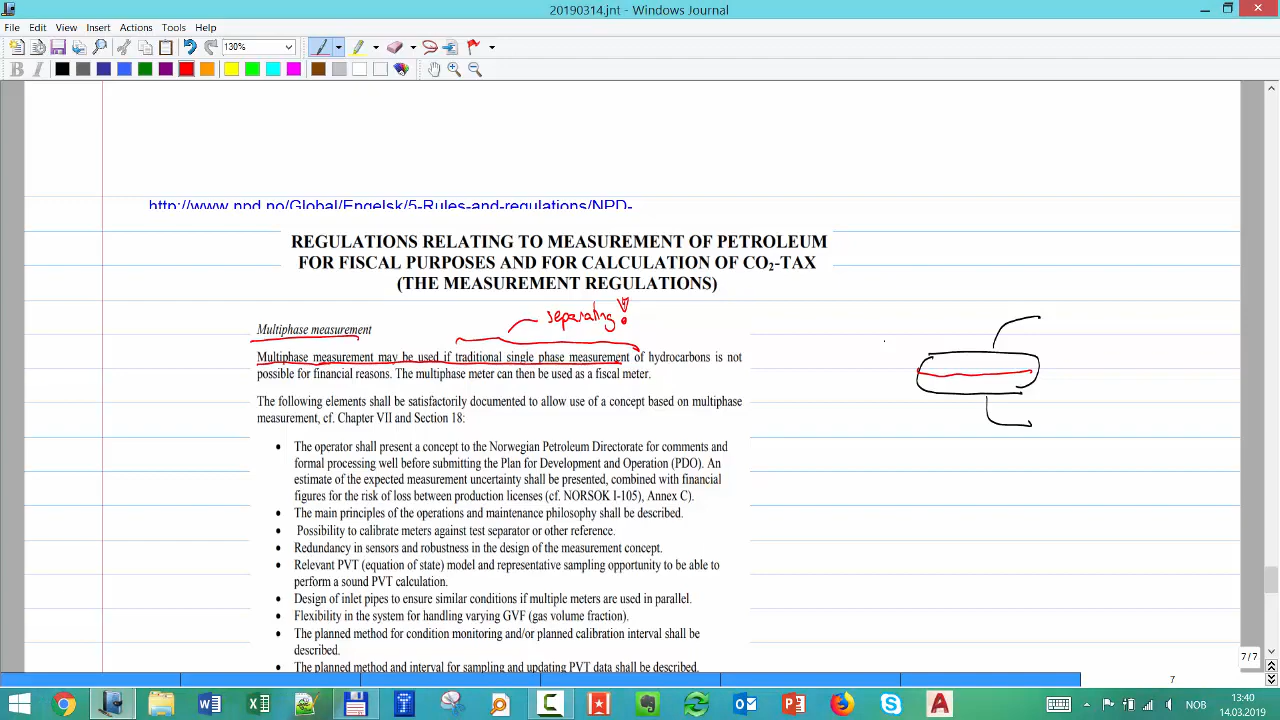 20190314.jnt - Windows Journal
File Edit View Insert Actions Tools Help
130%
B I
http://www.npd.no/Global/Engelsk/5-Rules-and-regulations/NPD-
REGULATIONS RELATING TO MEASUREMENT OF PETROLEUM
FOR FISCAL PURPOSES AND FOR CALCULATION OF CO₂-TAX
(THE MEASUREMENT REGULATIONS)
separating!
Multiphase measurement
Multiphase measurement may be used if traditional single phase measurement of hydrocarbons is not
possible for financial reasons. The multiphase meter can then be used as a fiscal meter.
The following elements shall be satisfactorily documented to allow use of a concept based on multiphase
measurement, cf. Chapter VII and Section 18:
• The operator shall present a concept to the Norwegian Petroleum Directorate for comments and
formal processing well before submitting the Plan for Development and Operation (PDO). An
estimate of the expected measurement uncertainty shall be presented, combined with financial
figures for the risk of loss between production licenses (cf. NORSOK I-105), Annex C).
• The main principles of the operations and maintenance philosophy shall be described.
• Possibility to calibrate meters against test separator or other reference.
• Redundancy in sensors and robustness in the design of the measurement concept.
• Relevant PVT (equation of state) model and representative sampling opportunity to be able to
perform a sound PVT calculation.
• Design of inlet pipes to ensure similar conditions if multiple meters are used in parallel.
• Flexibility in the system for handling varying GVF (gas volume fraction).
• The planned method for condition monitoring and/or planned calibration interval shall be
described.
• The planned method and interval for sampling and updating PVT data shall be described.
7/7
7
NOB
13:40
14.03.2019